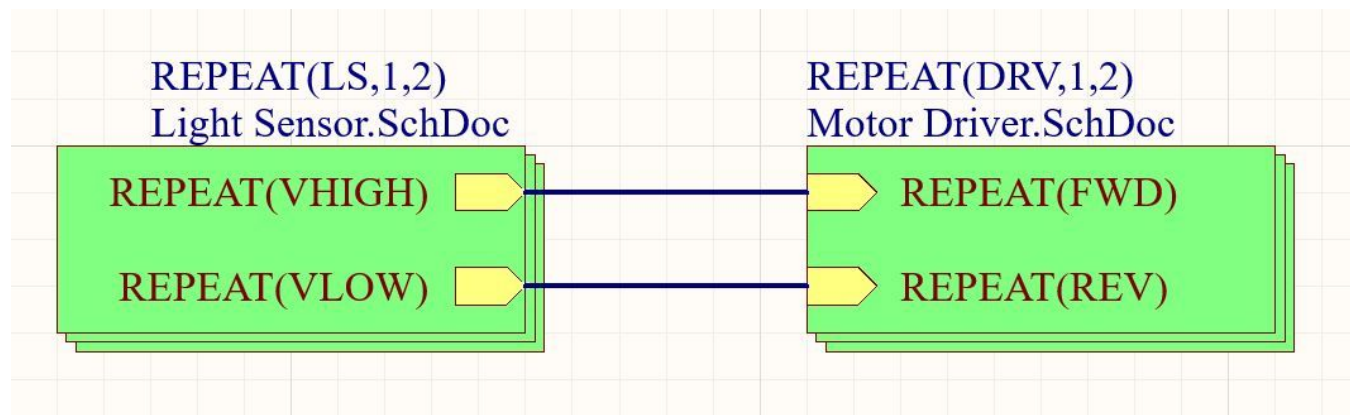 REPEAT(LS,1,2)
Light Sensor.SchDoc
REPEAT(VHIGH)
REPEAT(VLOW)
REPEAT(DRV,1,2)
Motor Driver.SchDoc
REPEAT(FWD)
REPEAT(REV)